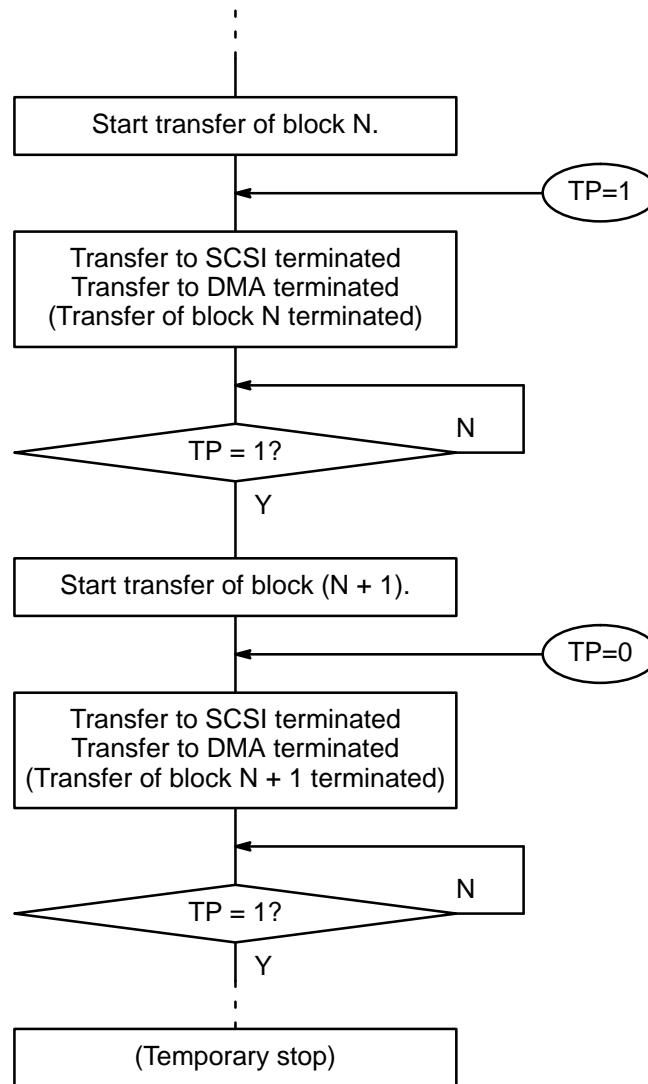 Start transfer of block N.
TP=1
Transfer to SCSI terminated
Transfer to DMA terminated
(Transfer of block N terminated)
N
TP = 1?
Y
Start transfer of block (N + 1).
TP=0
Transfer to SCSI terminated
Transfer to DMA terminated
(Transfer of block N + 1 terminated)
N
TP = 1?
Y
(Temporary stop)